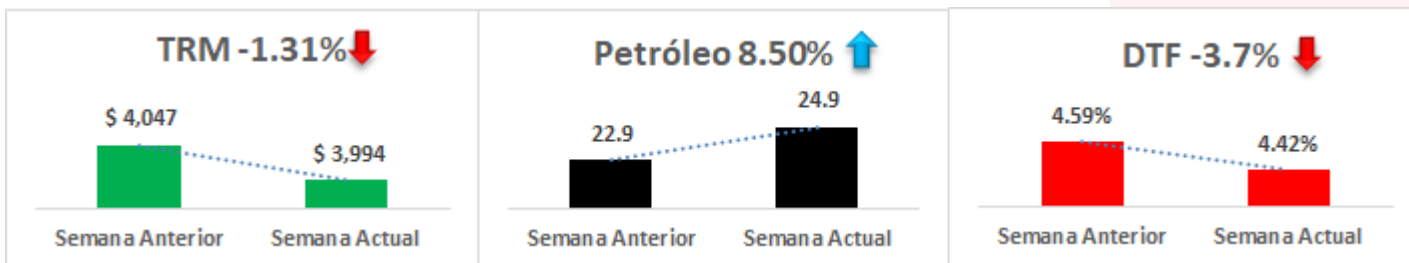 TRM -1.31%
$ 4,047
$ 3,994
Semana Anterior Semana Actual
Petróleo 8.50%
22.9
24.9
Semana Anterior Semana Actual
DTF -3.7%
4.59%
4.42%
Semana Anterior Semana Actual